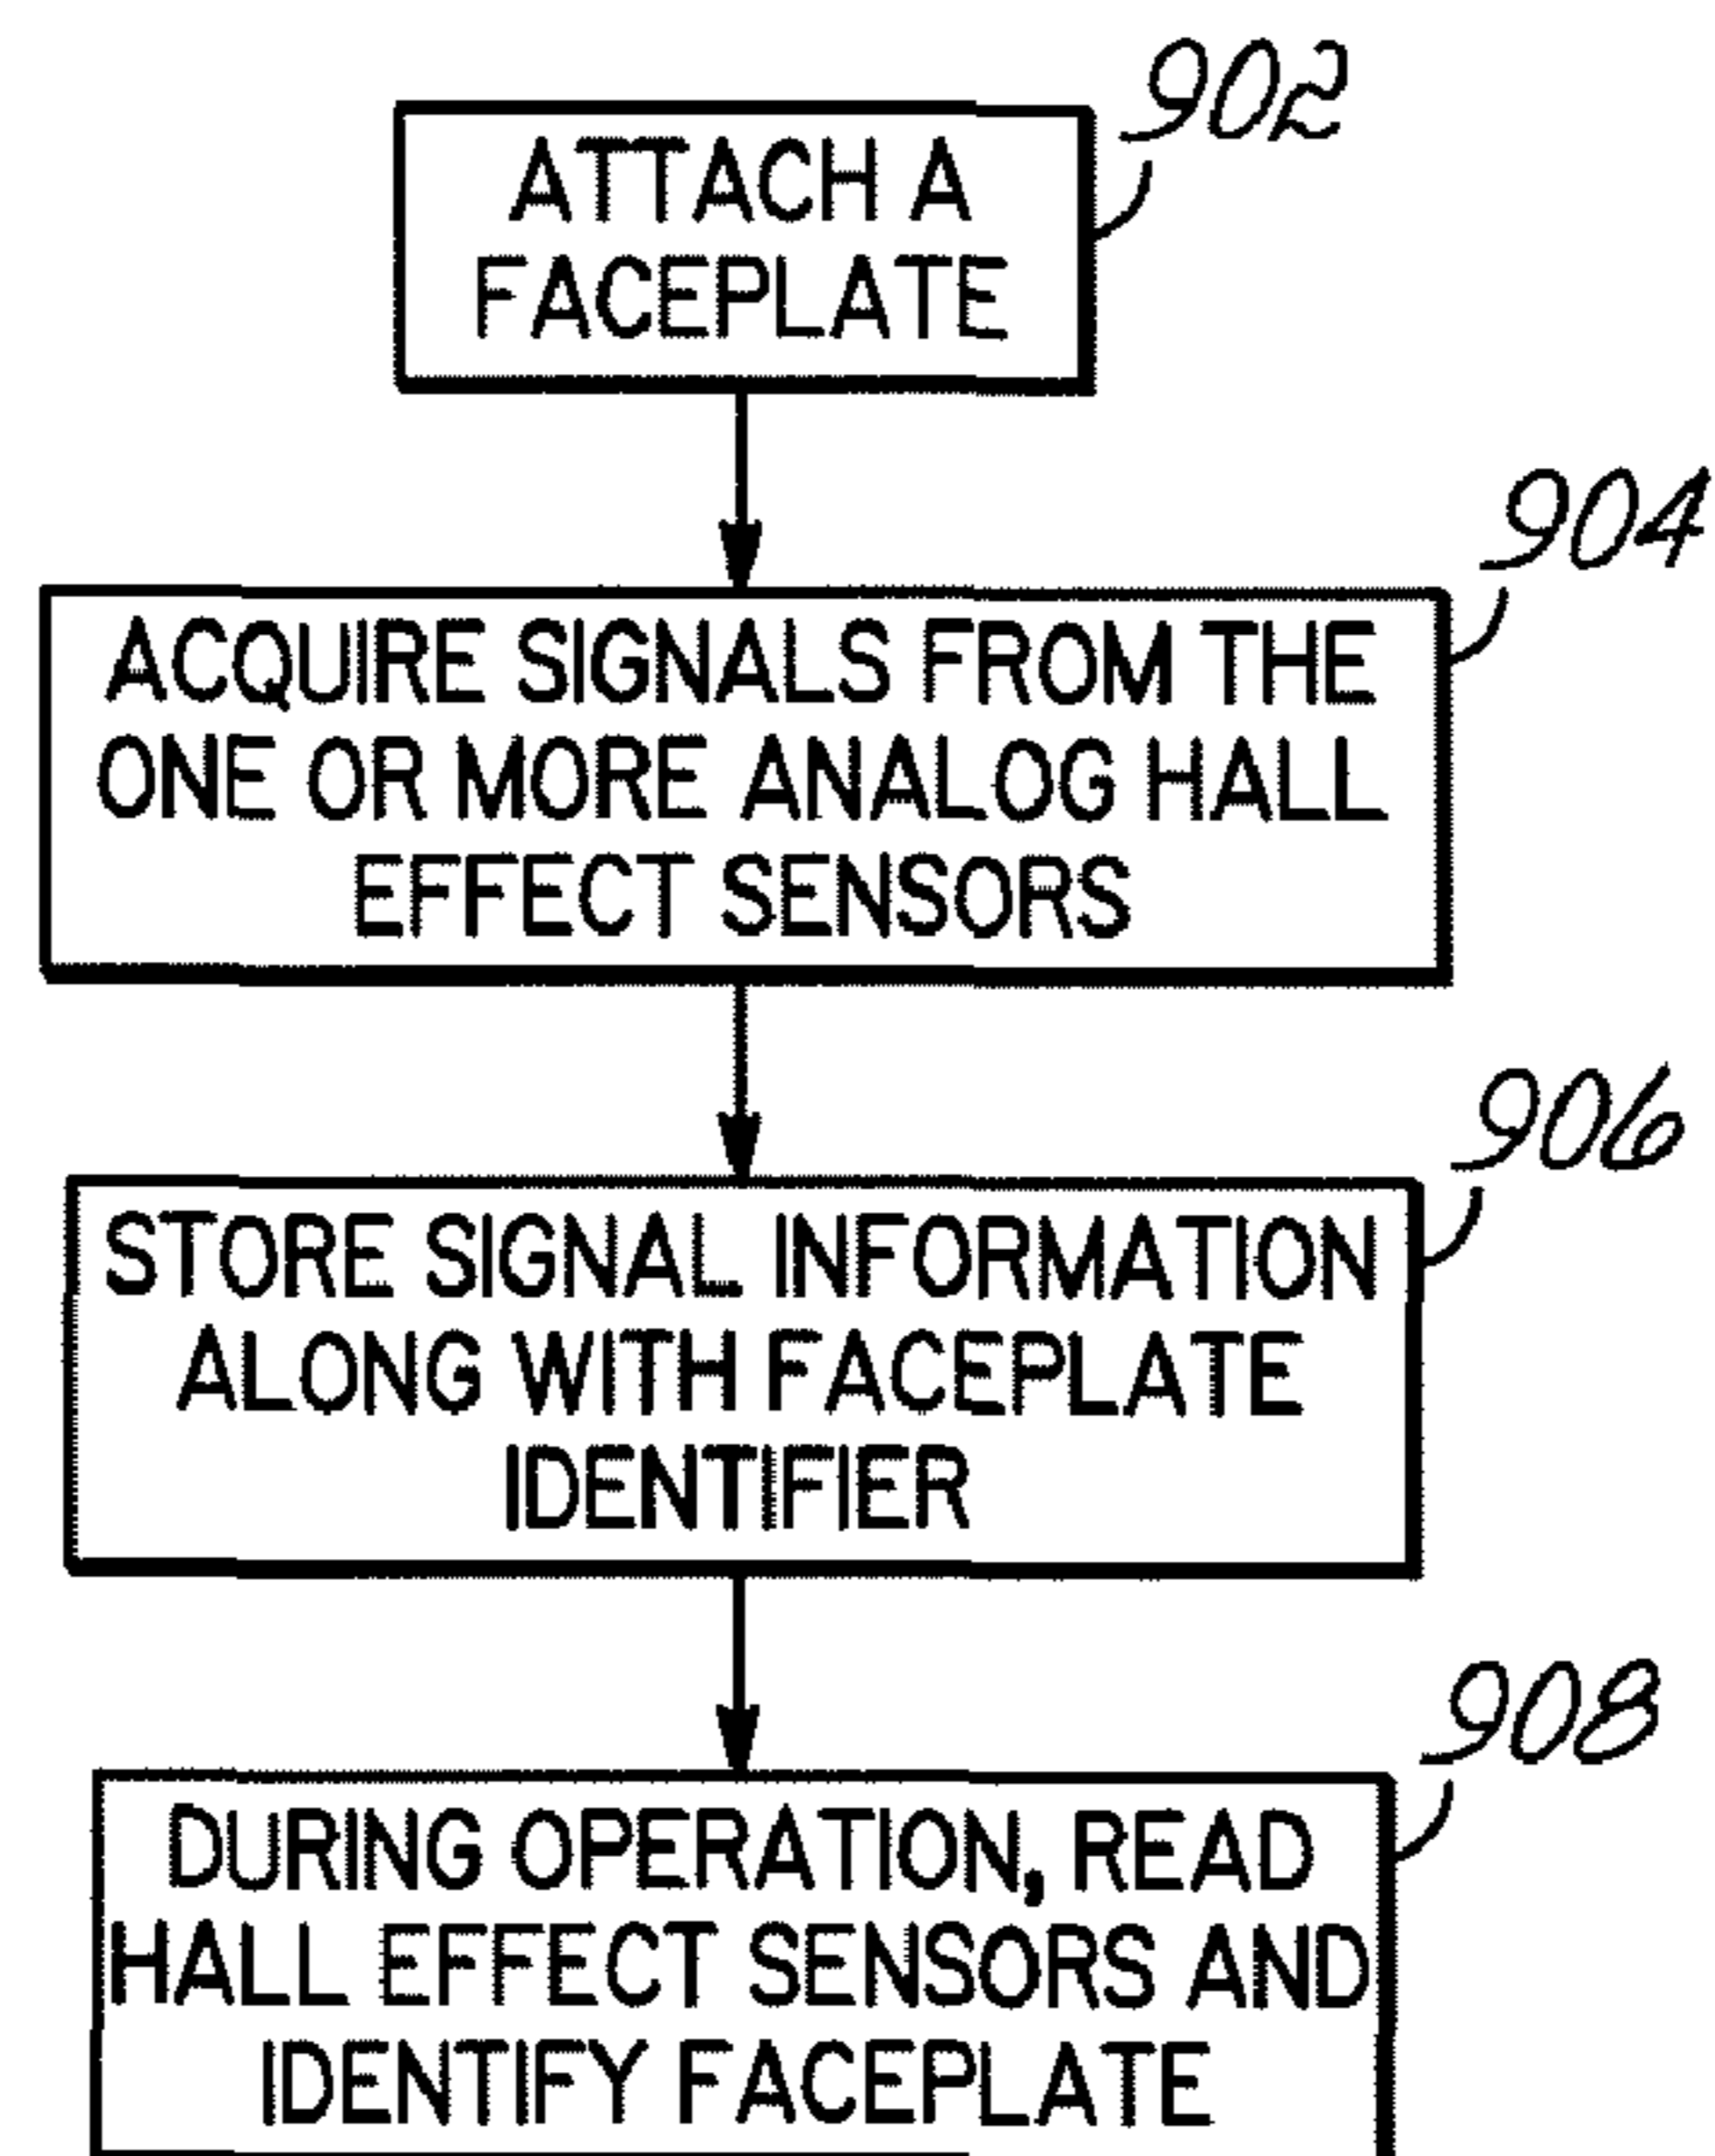 902
ATTACH A
FACEPLATE
904
ACQUIRE SIGNALS FROM THE
ONE OR MORE ANALOG HALL
EFFECT SENSORS
906
STORE SIGNAL INFORMATION
ALONG WITH FACEPLATE
IDENTIFIER
908
DURING OPERATION, READ
HALL EFFECT SENSORS AND
IDENTIFY FACEPLATE